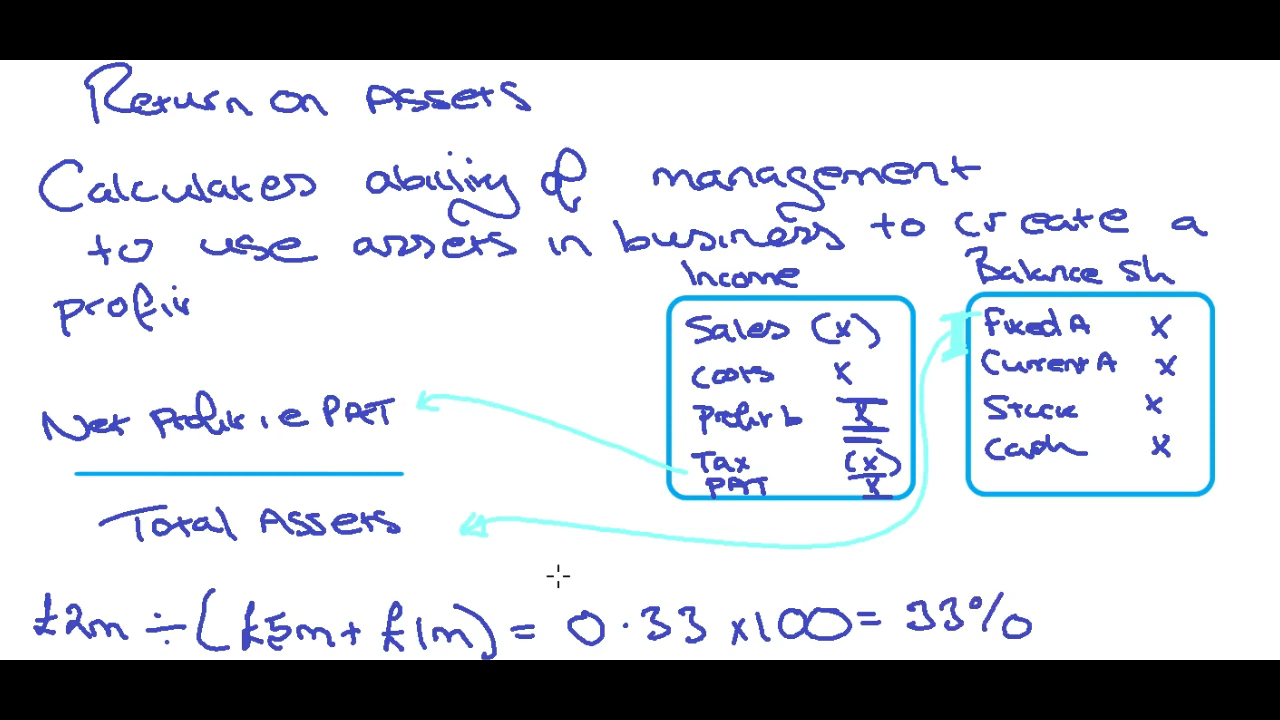 Return on Assets
Calculates ability of management
to use assets in business to create a
profit
Income
Sales (x)
Costs x
Profit b x
Tax (x)
PAT x
Balance Sh
Fixed A x
Current A x
Stock x
Cash x
Net Profit ie PAT
Total Assets
£2m ÷ (£5m + £1m) = 0.33 x 100 = 33%